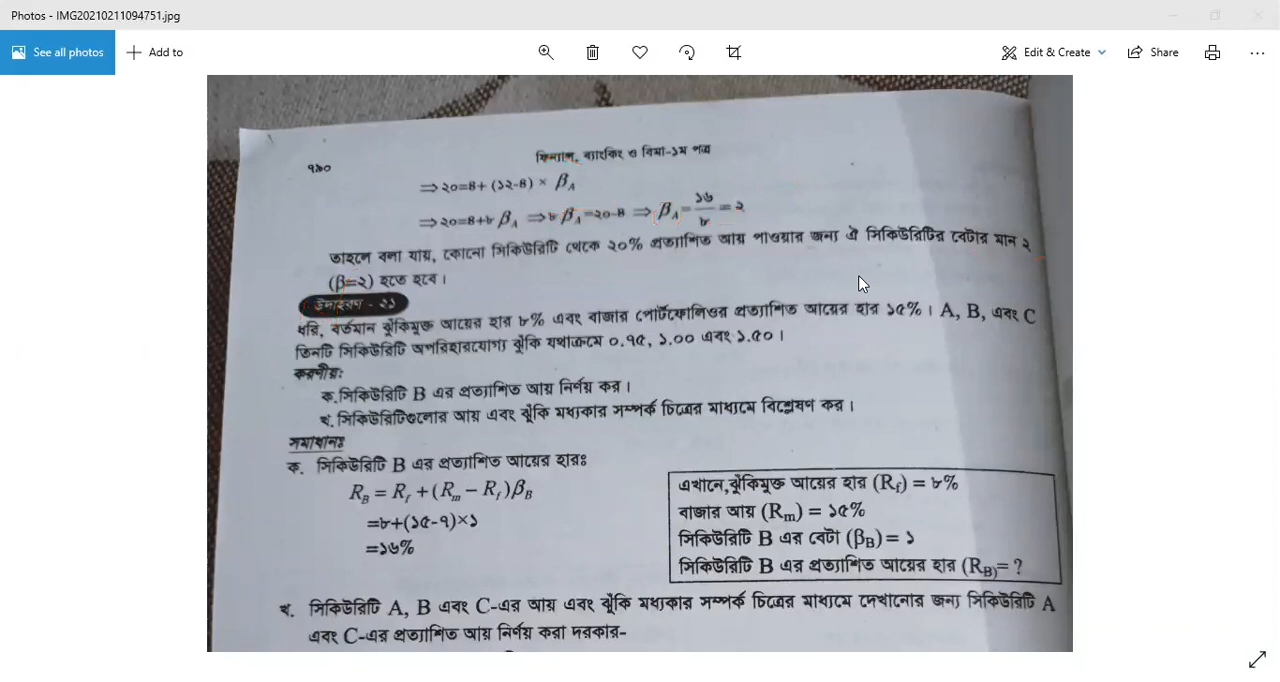 Photos - IMG20210211094751.jpg
See all photos
Add to
Edit & Create
Share
৭৯০
ফিন্যান্স, ব্যাংকিং ও বিমা-১ম পত্র
⇒২০=৪+(১২-৪) × βA
⇒২০=৪+৮ βA ⇒৮ βA=২০-৪ ⇒ βA=১৬/৮=২
তাহলে বলা যায়, কোনো সিকিউরিটি থেকে ২০% প্রত্যাশিত আয় পাওয়ার জন্য ঐ সিকিউরিটির বেটার মান ২
(β=২) হতে হবে।
উদাহরণ - ২১
ধরি, বর্তমান ঝুঁকিমুক্ত আয়ের হার ৮% এবং বাজার পোর্টফোলিওর প্রত্যাশিত আয়ের হার ১৫%। A, B, এবং C
তিনটি সিকিউরিটি অপরিহারযোগ্য ঝুঁকি যথাক্রমে ০.৭৫, ১.০০ এবং ১.৫০।
করণীয়ঃ
ক.সিকিউরিটি B এর প্রত্যাশিত আয় নির্ণয় কর।
খ. সিকিউরিটিগুলোর আয় এবং ঝুঁকি মধ্যকার সম্পর্ক চিত্রের মাধ্যমে বিশ্লেষণ কর।
সমাধানঃ
ক. সিকিউরিটি B এর প্রত্যাশিত আয়ের হারঃ
RB = Rf + (Rm − Rf)βB
=৮+(১৫-৭)×১
=১৬%
এখানে,ঝুঁকিমুক্ত আয়ের হার (Rf) = ৮%
বাজার আয় (Rm) = ১৫%
সিকিউরিটি B এর বেটা (βB) = ১
সিকিউরিটি B এর প্রত্যাশিত আয়ের হার (RB)= ?
খ. সিকিউরিটি A, B এবং C-এর আয় এবং ঝুঁকি মধ্যকার সম্পর্ক চিত্রের মাধ্যমে দেখানোর জন্য সিকিউরিটি A
এবং C-এর প্রত্যাশিত আয় নির্ণয় করা দরকার-